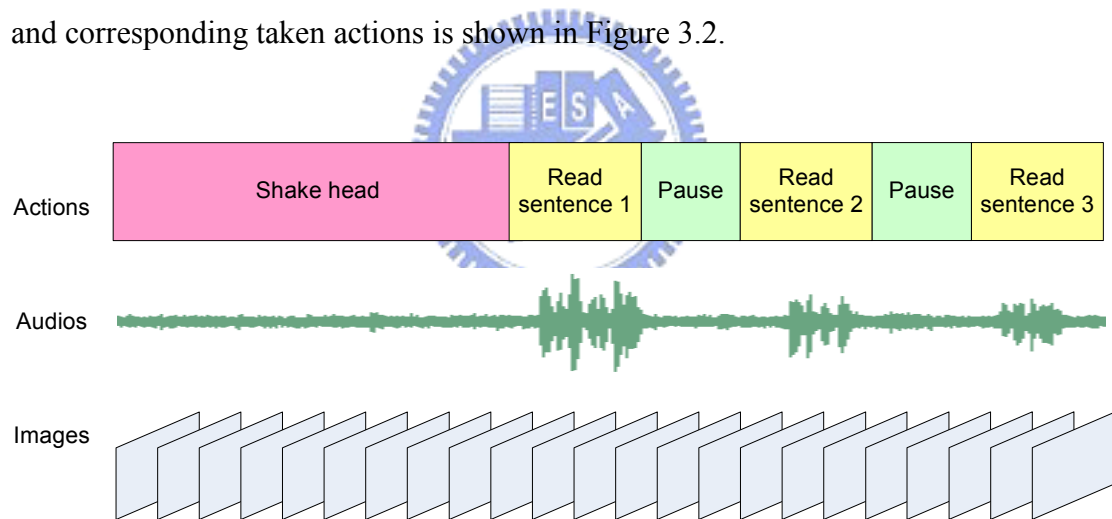 and corresponding taken actions is shown in Figure 3.2.
ESA
Actions
Shake head
Read
sentence 1
Pause
Read
sentence 2
Pause
Read
sentence 3
Audios
Images